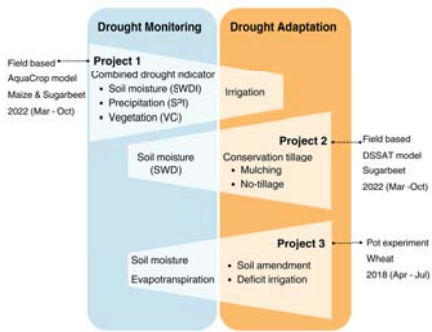 Drought Monitoring
Drought Adaptation
Project 1
Field based
AquaCrop model
Maize & Sugarbeet
2022 (Mar - Oct)
Combined drought indicator
• Soil moisture (SWDI)
• Precipitation (SPI)
• Vegetation (VCI)
Irrigation
Project 2
Field based
DSSAT model
Sugarbeet
2022 (Mar -Oct)
Soil moisture
(SWDI)
Conservation tillage
• Mulching
• No-tillage
Project 3
Pot experiment
Wheat
2018 (Apr - Jul)
Soil moisture
Evapotranspiration
• Soil amendment
• Deficit irrigation